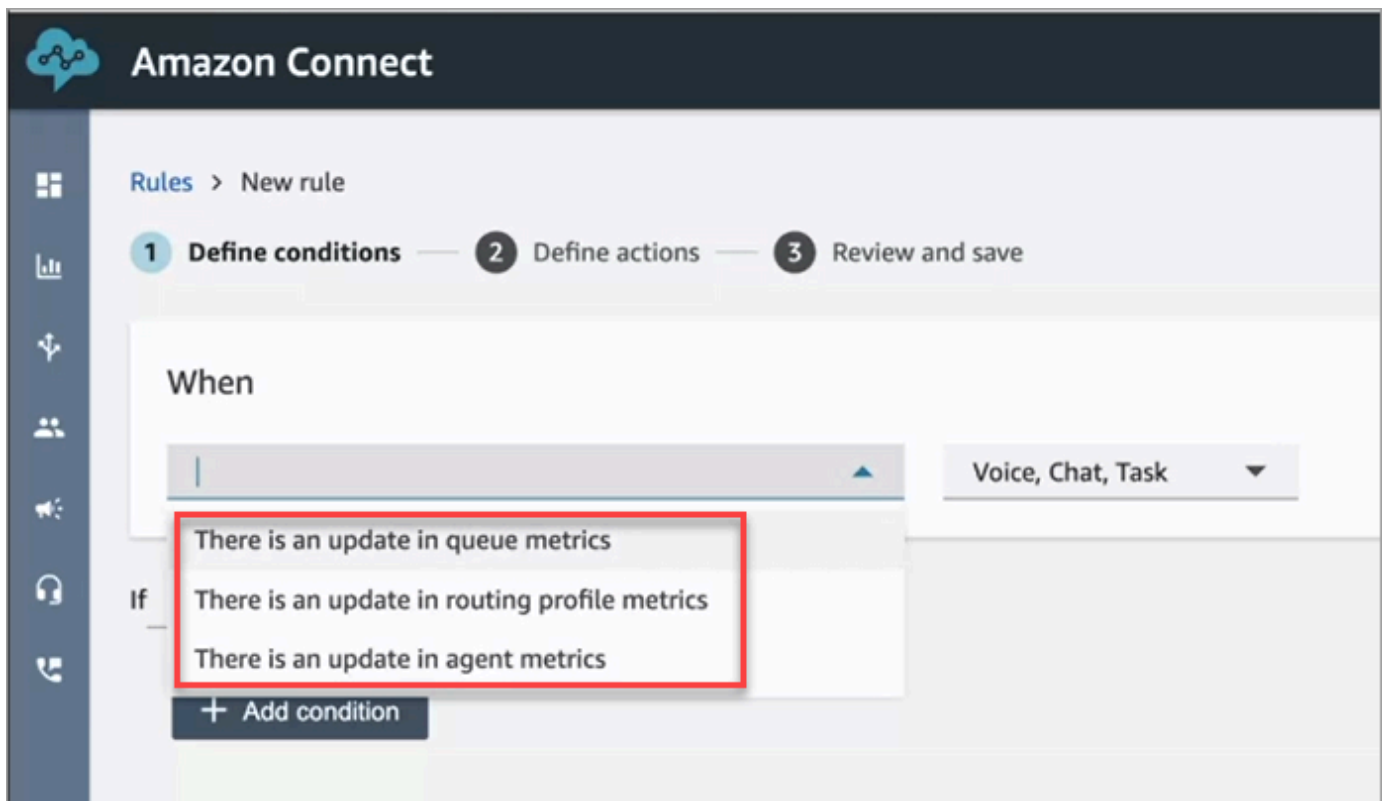 Amazon Connect
Rules > New rule
1 Define conditions — 2 Define actions — 3 Review and save
When
Voice, Chat, Task
There is an update in queue metrics
If
There is an update in routing profile metrics
There is an update in agent metrics
+ Add condition